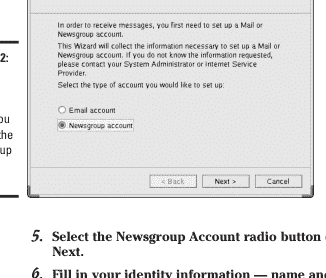 In order to receive messages, you first need to set up a Mail or
Newsgroup account.
This Wizard will collect the information necessary to set up a Mail or
Newsgroup account. If you do not know the information requested,
please contact your System Administrator or Internet Service
Provider.
Select the type of account you would like to set up:
Email account
Newsgroup account
< Back Next > Cancel
2:
ou
the
up
5. Select the Newsgroup Account radio button
Next.
6. Fill in your identity information — name and